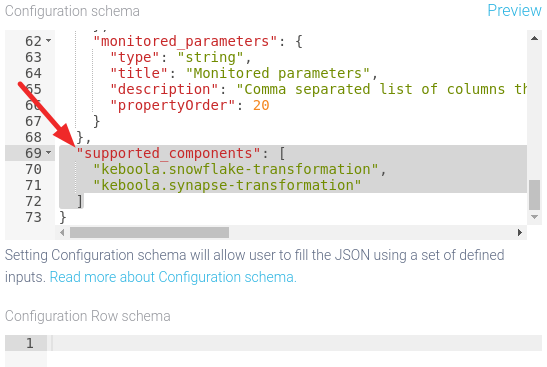 Configuration schema
Preview
62 "monitored_parameters": {
63 "type": "string",
64 "title": "Monitored parameters",
65 "description": "Comma separated list of columns th
66 "propertyOrder": 20
67 }
68 },
69 "supported_components": [
70 "keboola.snowflake-transformation",
71 "keboola.synapse-transformation"
72 ]
73 }
Setting Configuration schema will allow user to fill the JSON using a set of defined
inputs. Read more about Configuration schema.
Configuration Row schema
1